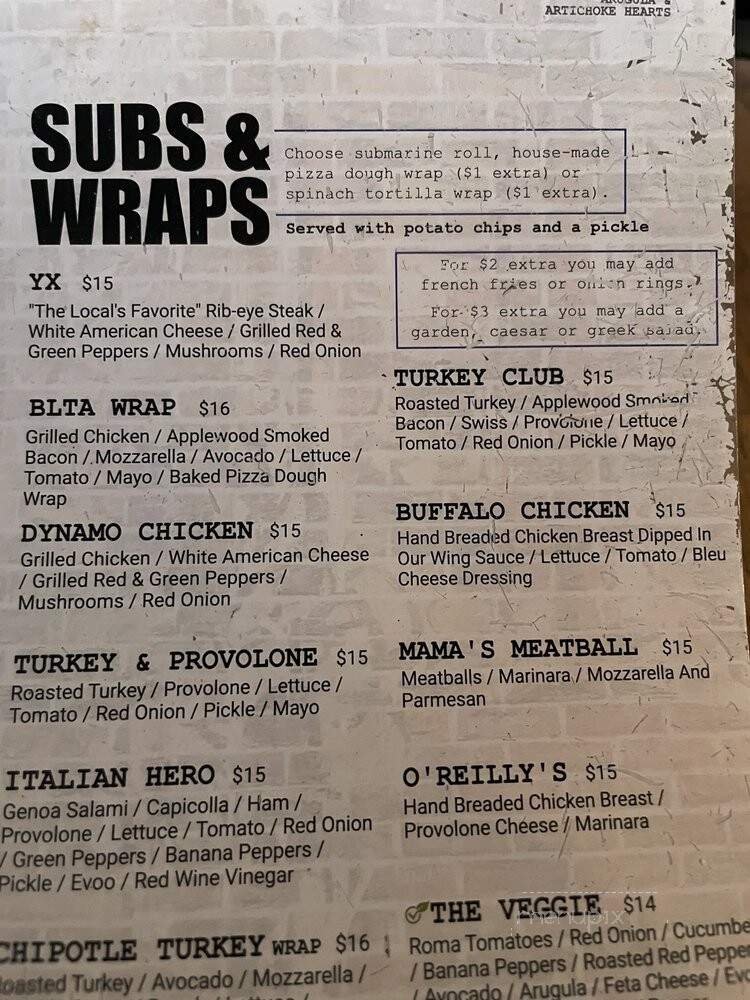 ARTICHOKE HEARTS
SUBS &
WRAPS
Choose submarine roll, house-made
pizza dough wrap ($1 extra) or
spinach tortilla wrap ($1 extra).
Served with potato chips and a pickle
For $2 extra you may add
french fries or onion rings.
For $3 extra you may add a
garden, caesar or greek salad.
YX $15
"The Local's Favorite" Rib-eye Steak /
White American Cheese / Grilled Red &
Green Peppers / Mushrooms / Red Onion
BLTA WRAP $16
Grilled Chicken / Applewood Smoked
Bacon / Mozzarella / Avocado / Lettuce /
Tomato / Mayo / Baked Pizza Dough
Wrap
DYNAMO CHICKEN $15
Grilled Chicken / White American Cheese
/ Grilled Red & Green Peppers /
Mushrooms / Red Onion
TURKEY & PROVOLONE $15
Roasted Turkey / Provolone / Lettuce /
Tomato / Red Onion / Pickle / Mayo
ITALIAN HERO $15
Genoa Salami / Capicolla / Ham /
Provolone / Lettuce / Tomato / Red Onion
/ Green Peppers / Banana Peppers /
Pickle / Evoo / Red Wine Vinegar
CHIPOTLE TURKEY WRAP $16
Roasted Turkey / Avocado / Mozzarella /
TURKEY CLUB $15
Roasted Turkey / Applewood Smoked
Bacon / Swiss / Provolone / Lettuce /
Tomato / Red Onion / Pickle / Mayo
BUFFALO CHICKEN $15
Hand Breaded Chicken Breast Dipped In
Our Wing Sauce / Lettuce / Tomato / Bleu
Cheese Dressing
MAMA'S MEATBALL $15
Meatballs / Marinara / Mozzarella And
Parmesan
O'REILLY'S $15
Hand Breaded Chicken Breast /
Provolone Cheese / Marinara
THE VEGGIE $14
Roma Tomatoes / Red Onion / Cucumbe
/ Banana Peppers / Roasted Red Pepper
/ Avocado / Arugula / Feta Cheese / Evo
menupix